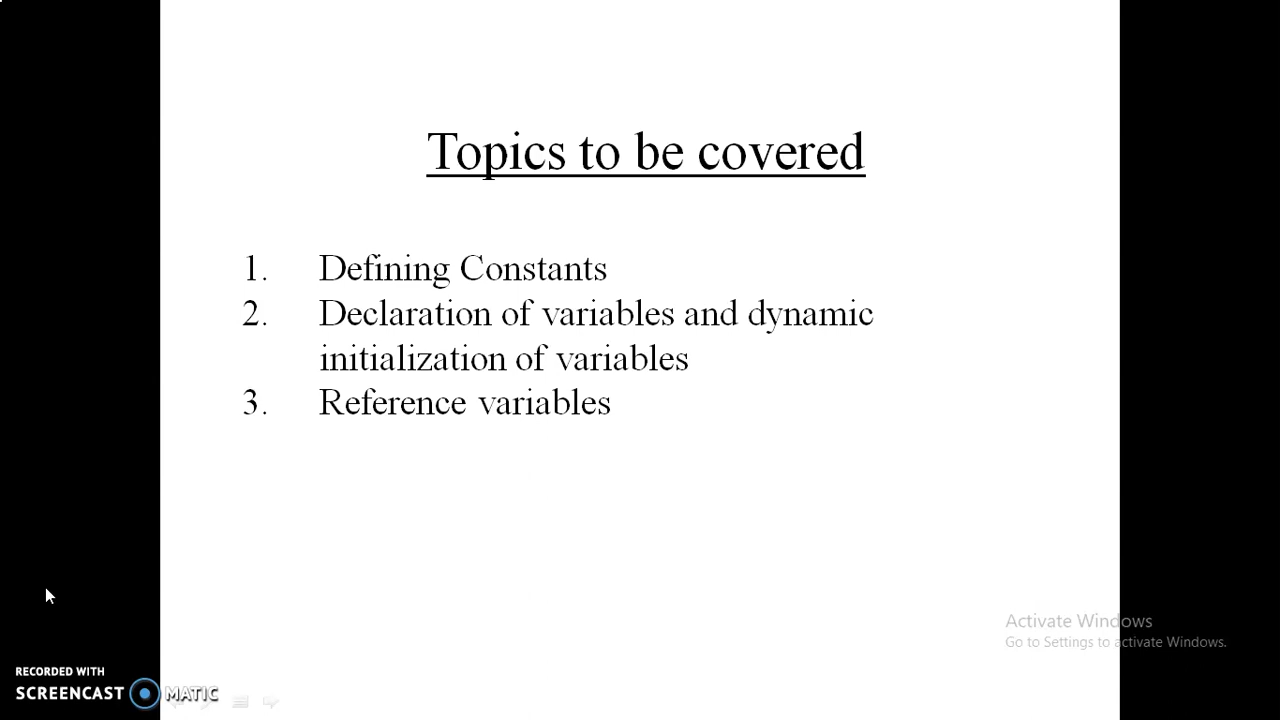 Topics to be covered
1. Defining Constants
2. Declaration of variables and dynamic
initialization of variables
3. Reference variables
Activate Windows
Go to Settings to activate Windows.
RECORDED WITH
SCREENCAST MATIC